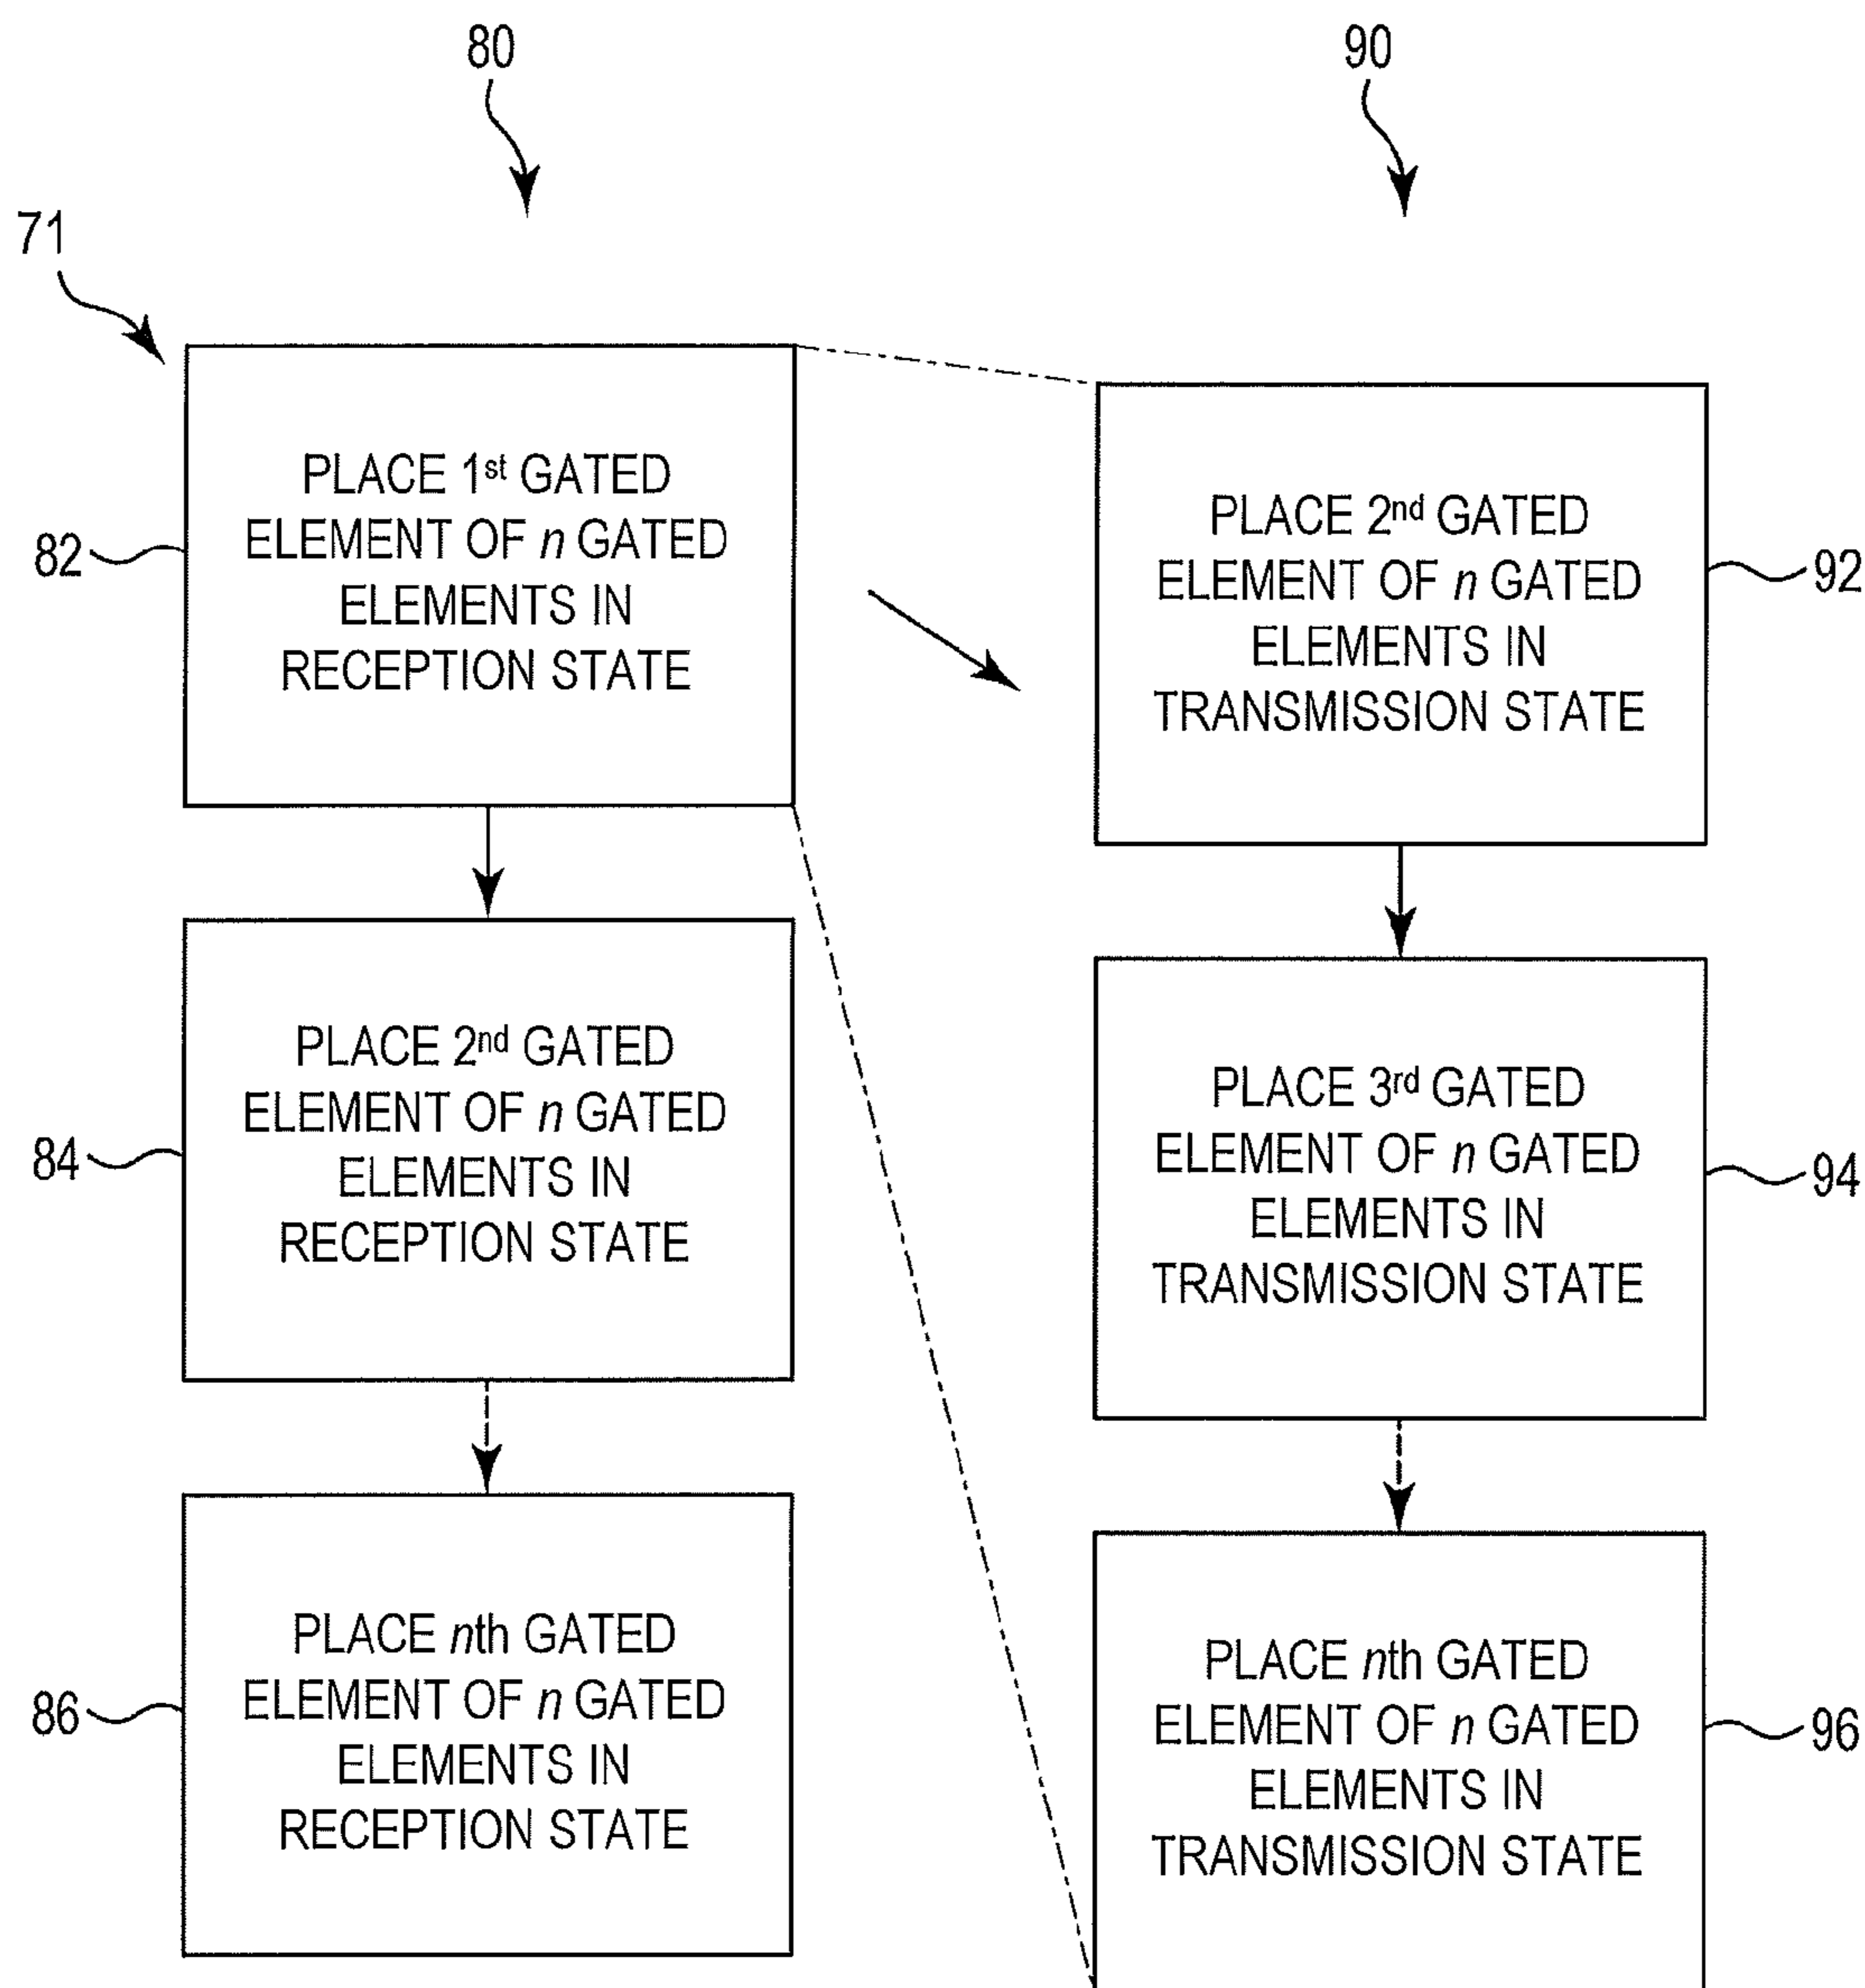 80
90
71
PLACE 1st GATED
ELEMENT OF n GATED
ELEMENTS IN
RECEPTION STATE
82
PLACE 2nd GATED
ELEMENT OF n GATED
ELEMENTS IN
TRANSMISSION STATE
92
PLACE 2nd GATED
ELEMENT OF n GATED
ELEMENTS IN
RECEPTION STATE
84
PLACE 3rd GATED
ELEMENT OF n GATED
ELEMENTS IN
TRANSMISSION STATE
94
PLACE nth GATED
ELEMENT OF n GATED
ELEMENTS IN
RECEPTION STATE
86
PLACE nth GATED
ELEMENT OF n GATED
ELEMENTS IN
TRANSMISSION STATE
96